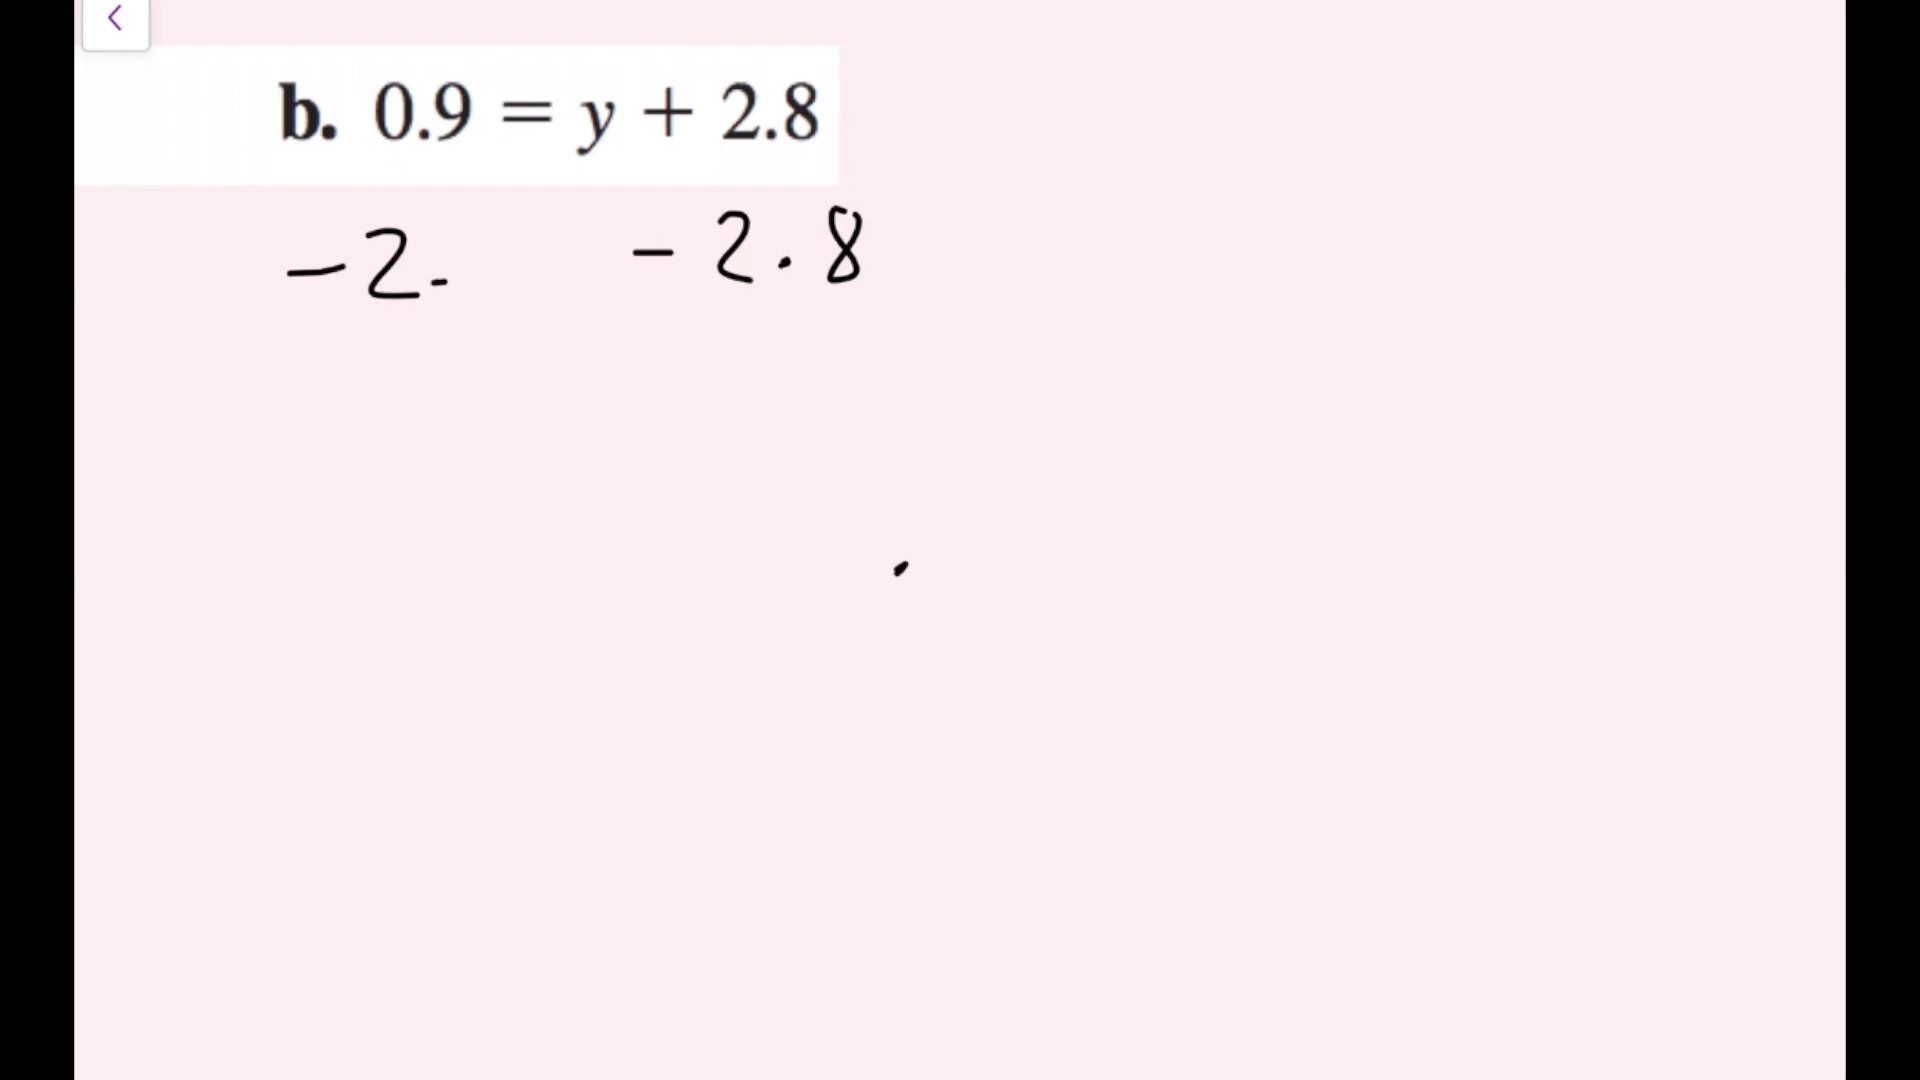 b. 0.9 = y + 2.8
-2. - 2.8